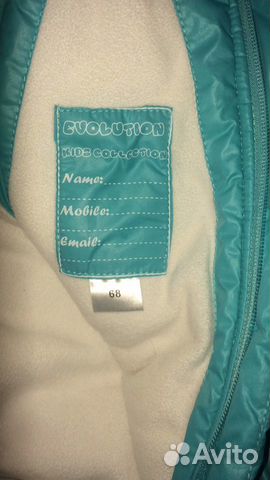 EVOLUTION
KIDS COLLECTION
Name:
Mobile:
Email:
68
Avito